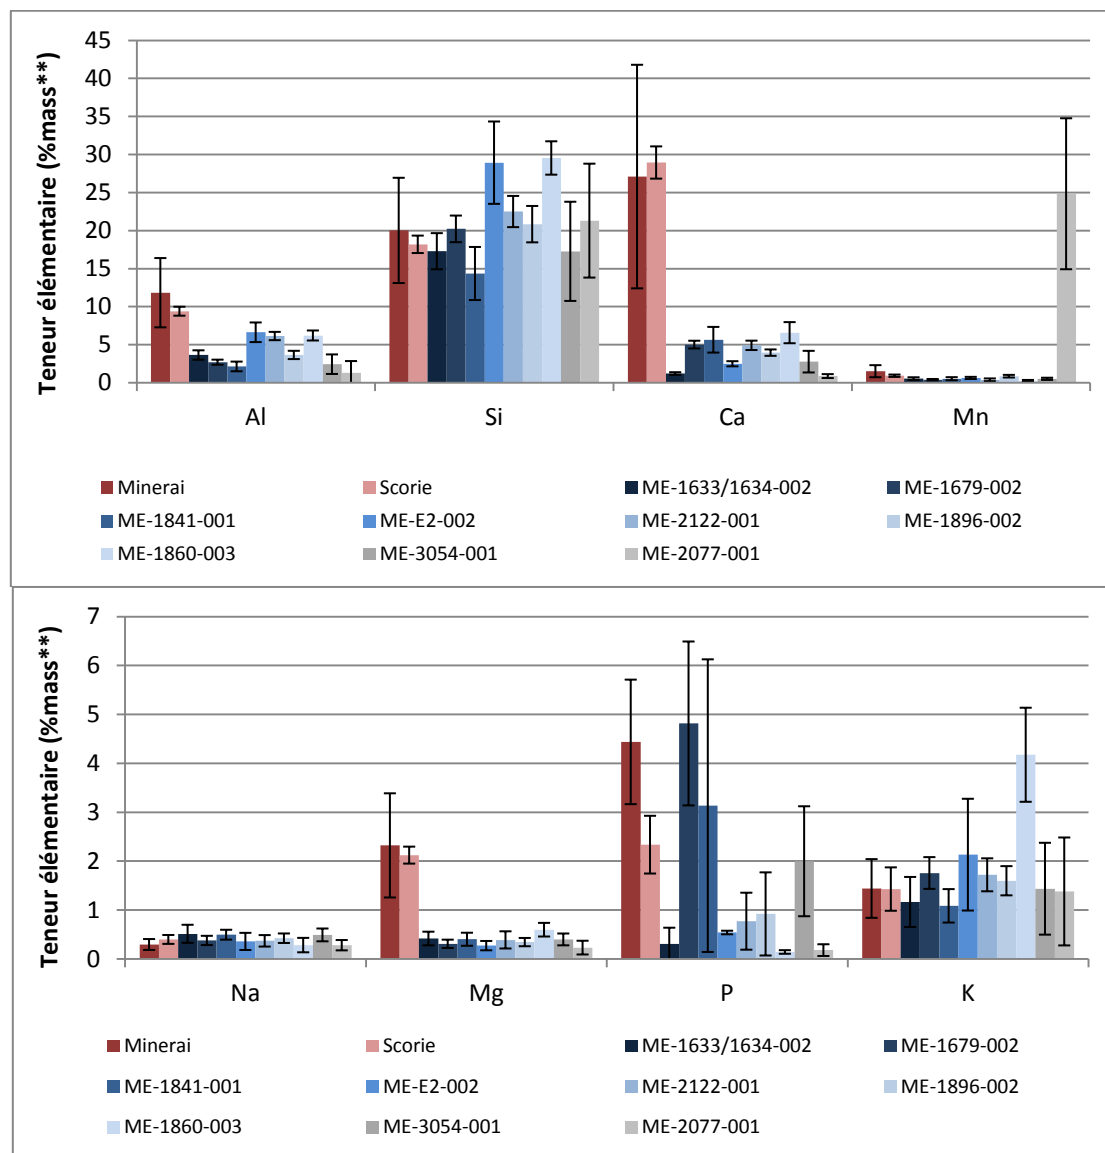 Teneur élémentaire (%mass**)
45
40
35
30
25
20
15
10
5
0
Al Si Ca Mn
Minerai Scorie ME-1633/1634-002 ME-1679-002
ME-1841-001 ME-E2-002 ME-2122-001 ME-1896-002
ME-1860-003 ME-3054-001 ME-2077-001
Teneur élémentaire (%mass**)
7
6
5
4
3
2
1
0
Na Mg P K
Minerai Scorie ME-1633/1634-002 ME-1679-002
ME-1841-001 ME-E2-002 ME-2122-001 ME-1896-002
ME-1860-003 ME-3054-001 ME-2077-001